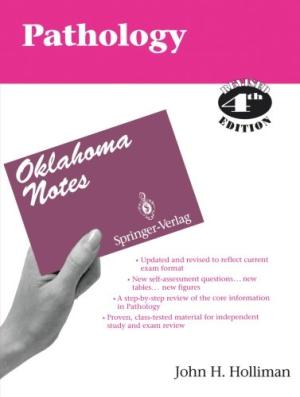 Pathology
REVISED
4th
EDITION
Oklahoma
Notes
Springer-Verlag
• Updated and revised to reflect current
exam format
• New self-assessment questions... new
tables... new figures
• A step-by-step review of the core information
in Pathology
• Proven, class-tested material for independent
study and exam review
John H. Holliman